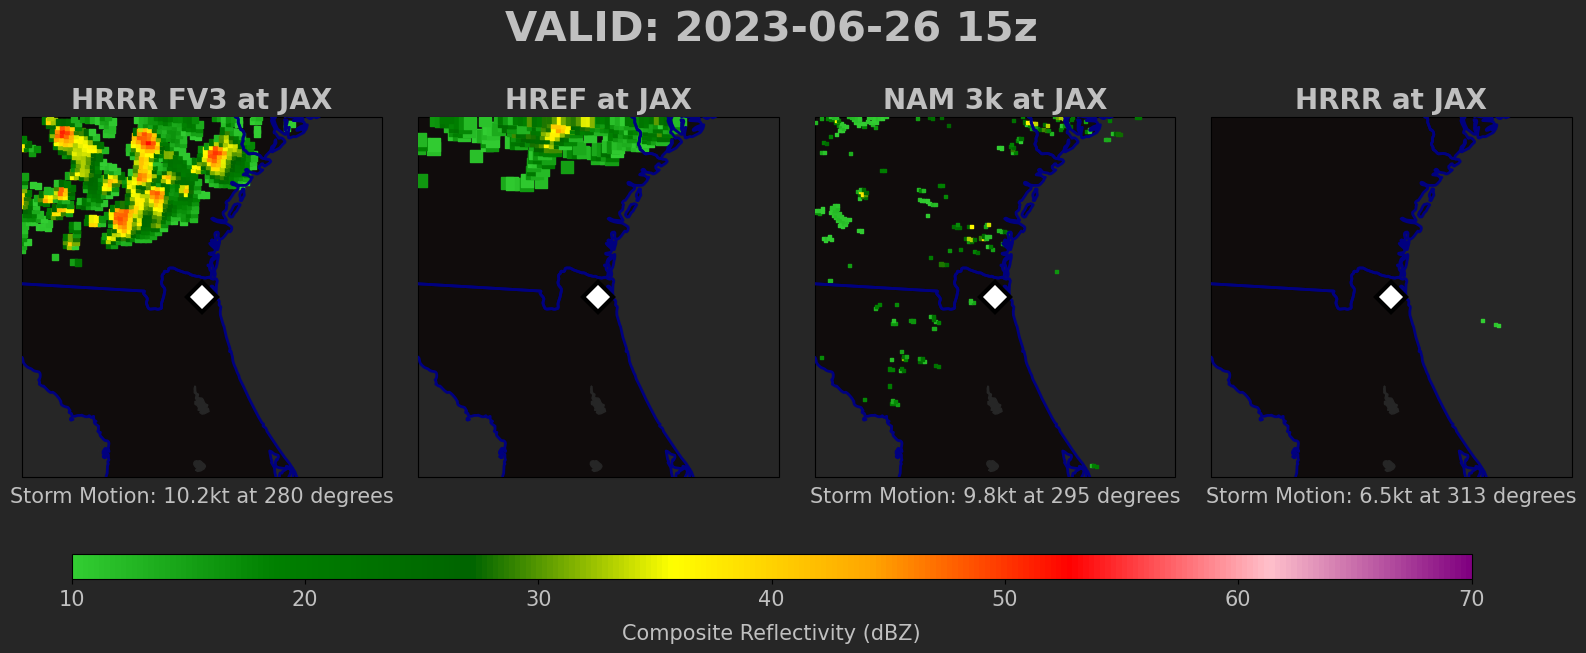 VALID: 2023-06-26 15z
HRRR FV3 at JAX
HREF at JAX
NAM 3k at JAX
HRRR at JAX
Storm Motion: 10.2kt at 280 degrees
Storm Motion: 9.8kt at 295 degrees
Storm Motion: 6.5kt at 313 degrees
10 20 30 40 50 60 70
Composite Reflectivity (dBZ)